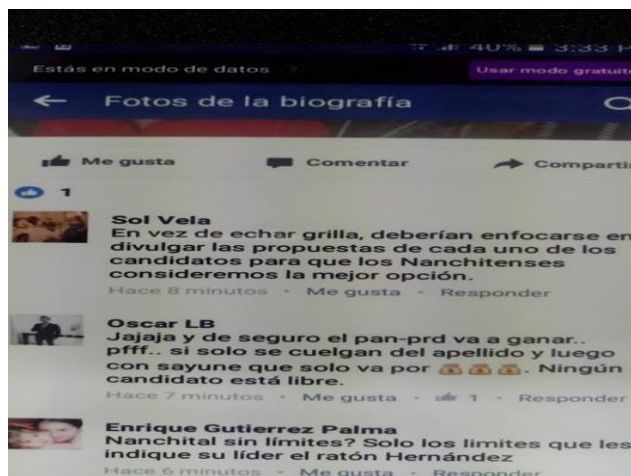 40% 3:33 P
Estás en modo de datos ? Usar modo gratuito
Fotos de la biografía
Me gusta Comentar Compartir
1
Sol Vela
En vez de echar grilla, deberían enfocarse en
divulgar las propuestas de cada uno de los
candidatos para que los Nanchitenses
consideremos la mejor opción.
Hace 8 minutos · Me gusta · Responder
Oscar LB
Jajaja y de seguro el pan-prd va a ganar..
pfff.. si solo se cuelgan del apellido y luego
con sayune que solo va por 💰💰💰. Ningún
candidato está libre.
Hace 7 minutos · Me gusta · 1 · Responder
Enrique Gutierrez Palma
Nanchital sin límites? Solo los limites que les
indique su líder el ratón Hernández
Hace 6 minutos · Me gusta · Responder